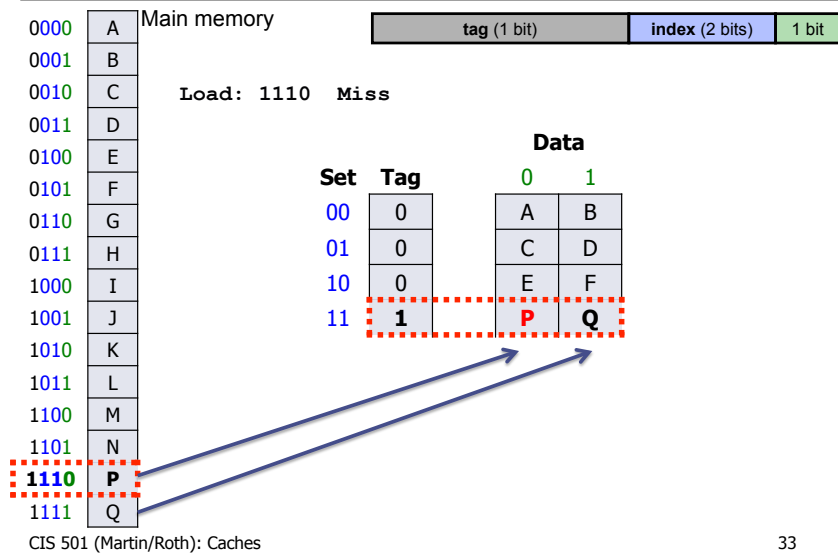 Main memory
tag (1 bit) index (2 bits) 1 bit
0000 A
0001 B
0010 C
Load: 1110 Miss
0011 D
0100 E
0101 F
0110 G
0111 H
1000 I
1001 J
1010 K
1011 L
1100 M
1101 N
1110 P
1111 Q
Data
Set Tag 0 1
00 0 A B
01 0 C D
10 0 E F
11 1 P Q
CIS 501 (Martin/Roth): Caches 33